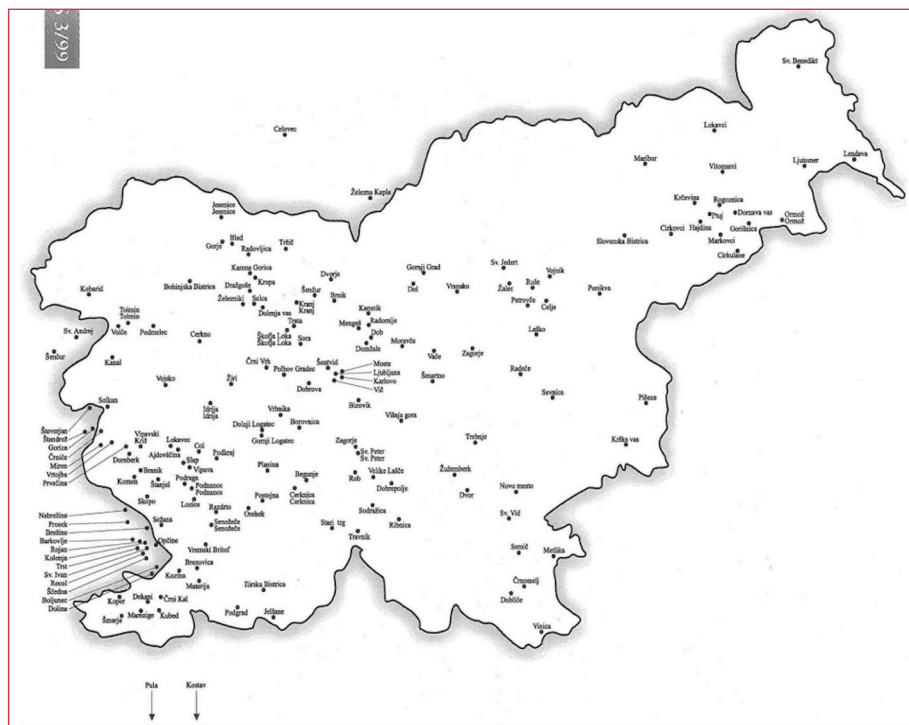 3/99
Sv. Benedikt
Celovec
Lokavci
Maribor
Vitomarci
Ljutomer
Lendava
Železna Kapla
Jesenice
Jesenice
Krčevina
Rogoznica
Ptuj
Dornava vas
Hajdina
Gorišnica
Ormož
Ormož
Cirkovci
Markovci
Cirkulane
Slovenska Bistrica
Gorje
Bled
Radovljica
Tržič
Kamna Gorica
Kropa
Bohinjska Bistrica
Dražgoše
Dvorje
Šenčur
Brnik
Gornji Grad
Dol
Vransko
Sv. Jedert
Žalec
Vojnik
Ruše
Petrovče
Celje
Ponikva
Kobarid
Železniki
Selca
Dolenja vas
Kranj
Kranj
Kamnik
Radomlje
Mengeš
Dob
Domžale
Moravče
Laško
Tolmin
Tolmin
Volče
Podmelec
Sv. Andrej
Cerkno
Trata
Škofja Loka
Škofja Loka
Sora
Šenčur
Kanal
Vače
Zagorje
Šmartno
Radeče
Vojsko
Žiri
Črni Vrh
Polhov Gradec
Šentvid
Dobrova
Moste
Ljubljana
Karlovo
Vič
Sevnica
Pišece
Solkan
Idrija
Idrija
Vrhnika
Bizovik
Višnja gora
Števerjan
Štandrež
Gorica
Črniče
Miren
Vrtojba
Prvačina
Vipavski
Križ
Lokavec
Ajdovščina
Col
Dolnji Logatec
Gornji Logatec
Borovnica
Zagorje
Sv. Peter
Sv. Peter
Trebnje
Krška vas
Dornberk
Slap
Vipava
Podkraj
Branik
Komen
Štanjel
Podraga
Podnanos
Podnanos
Lozice
Planina
Begunje
Cerknica
Cerknica
Rob
Velike Lašče
Dobrepolje
Žužemberk
Dvor
Novo mesto
Skopo
Razdrto
Postojna
Orehek
Sodražica
Ribnica
Sv. Vid
Nabrežine
Prosek
Brežine
Barkovlje
Rojan
Kolonja
Trst
Sv. Ivan
Recol
Ščedna
Boljunec
Dolina
Sežana
Senožeče
Senožeče
Opčine
Stari trg
Travnik
Vremski Britof
Brezovica
Kozina
Materija
Semič
Metlika
Ilirska Bistrica
Črnomelj
Dobliče
Koper
Dekani
Črni Kal
Šmarje
Marezige
Kubed
Podgrad
Jelšane
Vinica
Pula
Kostav